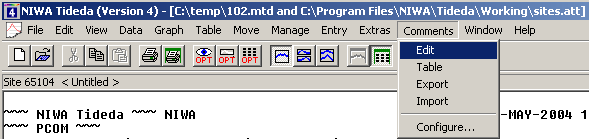 NIWA Tideda (Version 4) - [C:\temp\102.mtd and C:\Program Files\NIWA\Tideda\Working\sites.att]
File Edit View Data Graph Table Move Manage Entry Extras Comments Window Help
OPT OPT OPT
Edit
Table
Export
Import
Configure...
Site 65104 < Untitled >
~~~ NIWA Tideda ~~~ NIWA -MAY-2004 1
~~~ PCOM ~~~